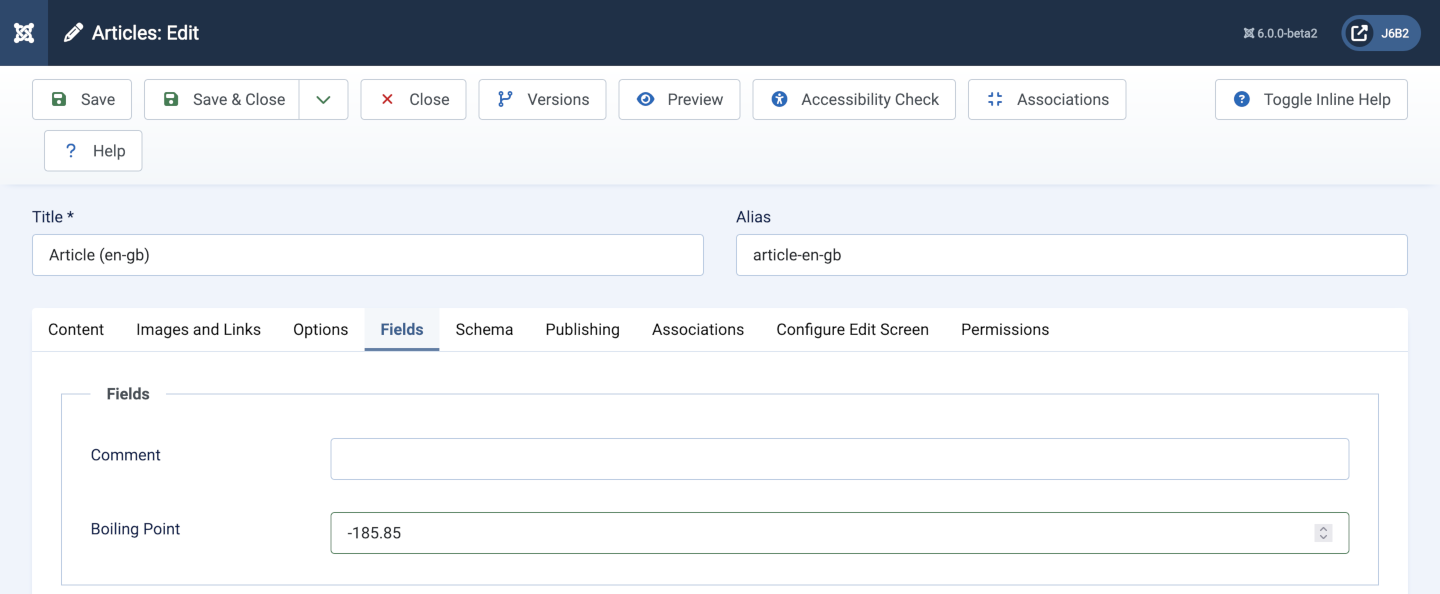 Articles: Edit
6.0.0-beta2
J6B2
Save
Save & Close
Close
Versions
Preview
Accessibility Check
Associations
Toggle Inline Help
? Help
Title *
Alias
Article (en-gb)
article-en-gb
Content
Images and Links
Options
Fields
Schema
Publishing
Associations
Configure Edit Screen
Permissions
Fields
Comment
Boiling Point
-185.85